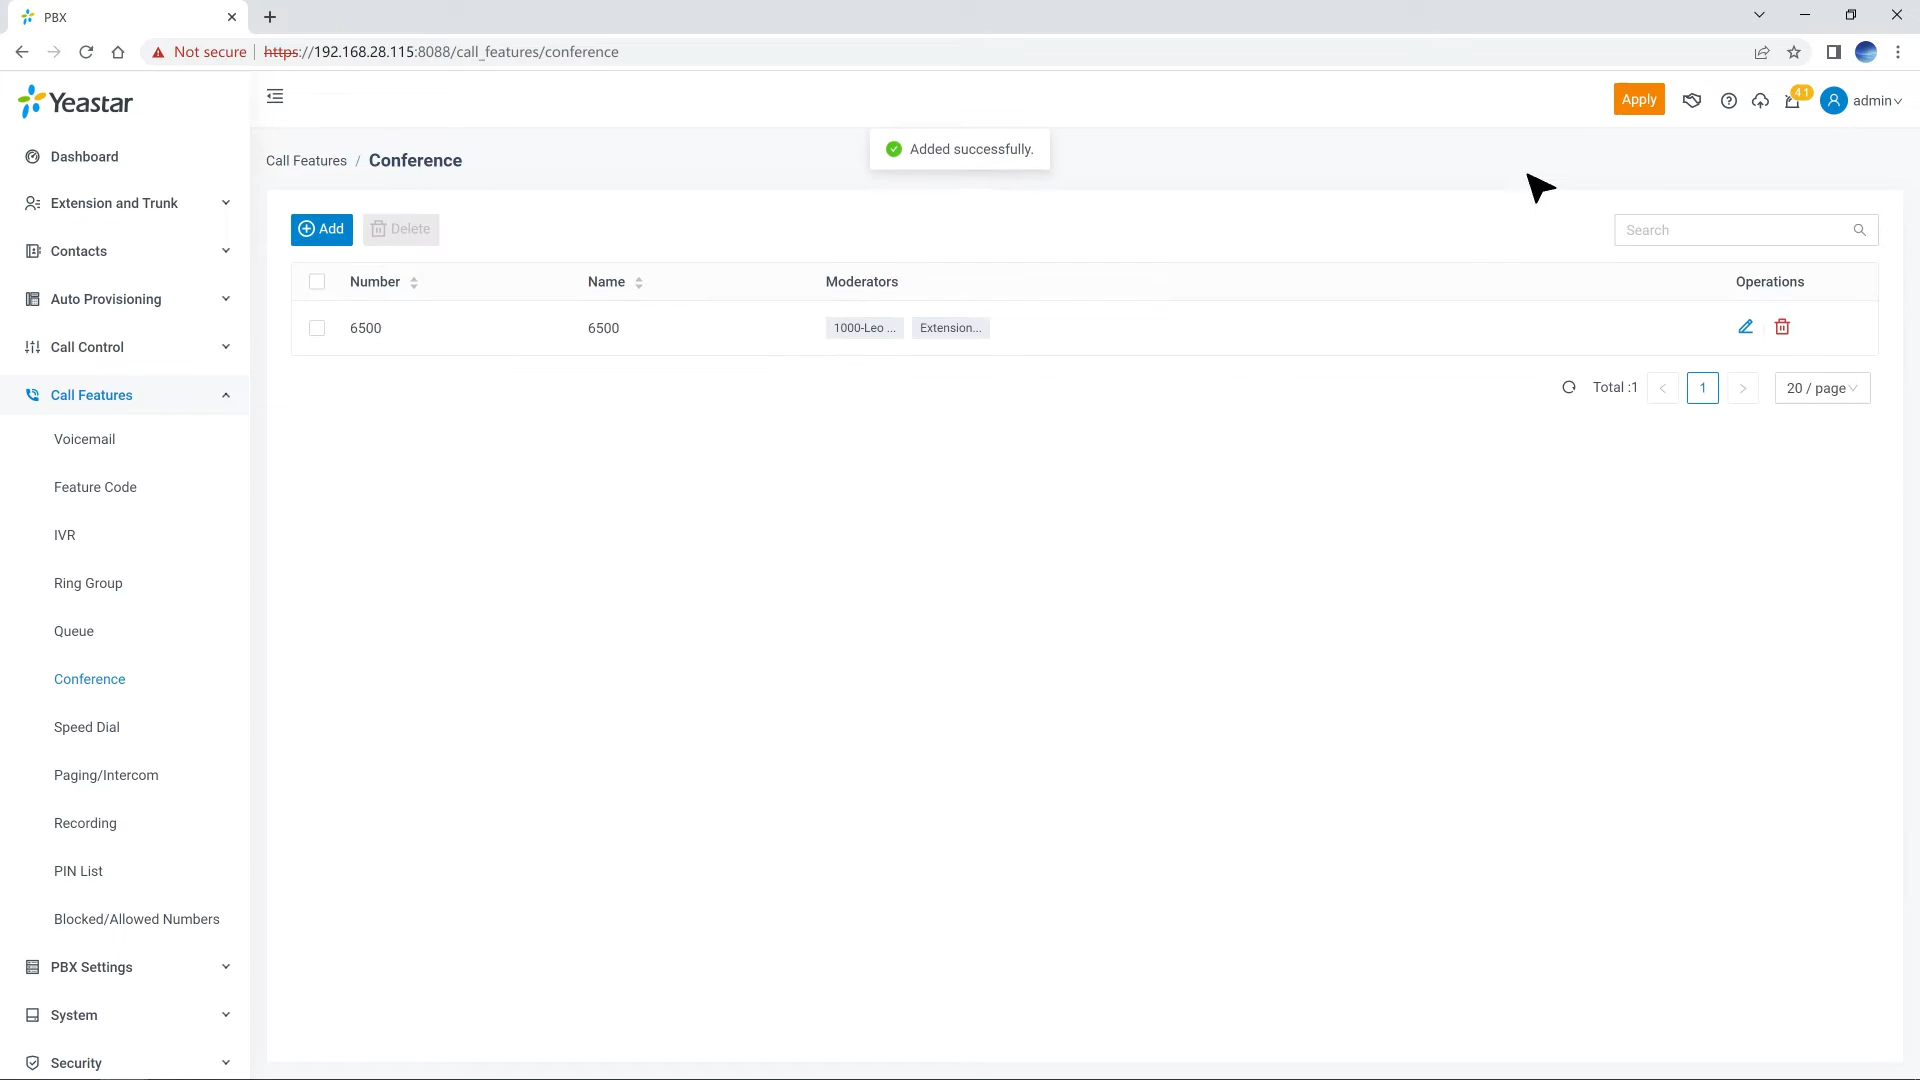 PBX
Not secure | https://192.168.28.115:8088/call_features/conference
Yeastar
Apply
41
admin
Dashboard
Call Features / Conference
Added successfully.
Extension and Trunk
Add
Delete
Search
Contacts
Number
Name
Moderators
Operations
Auto Provisioning
6500
6500
1000-Leo ...
Extension...
Call Control
Total :1
<
1
>
20 / page
Call Features
Voicemail
Feature Code
IVR
Ring Group
Queue
Conference
Speed Dial
Paging/Intercom
Recording
PIN List
Blocked/Allowed Numbers
PBX Settings
System
Security